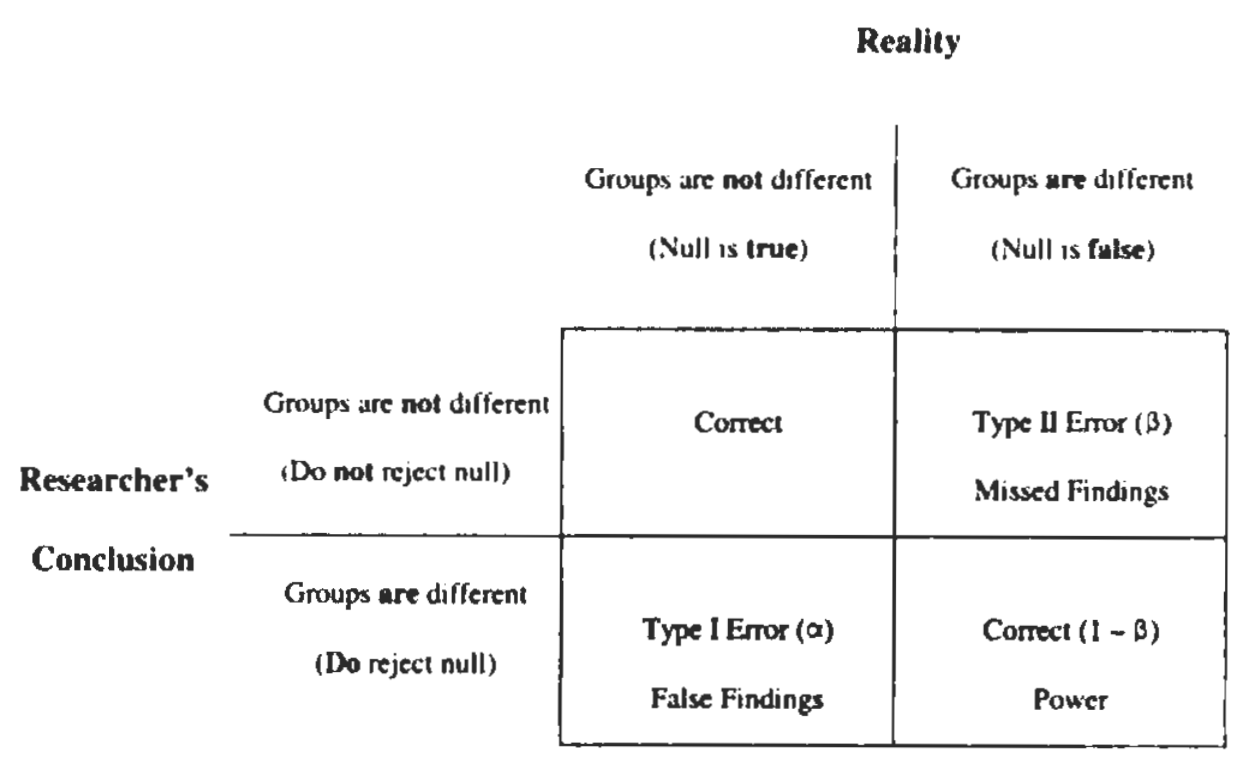 Reality
Groups are not different
Groups are different
(Null is true)
(Null is false)
Groups are not different
(Do not reject null)
Correct
Type II Error (β)
Missed Findings
Researcher's
Conclusion
Groups are different
(Do reject null)
Type I Error (α)
False Findings
Correct (1 - β)
Power